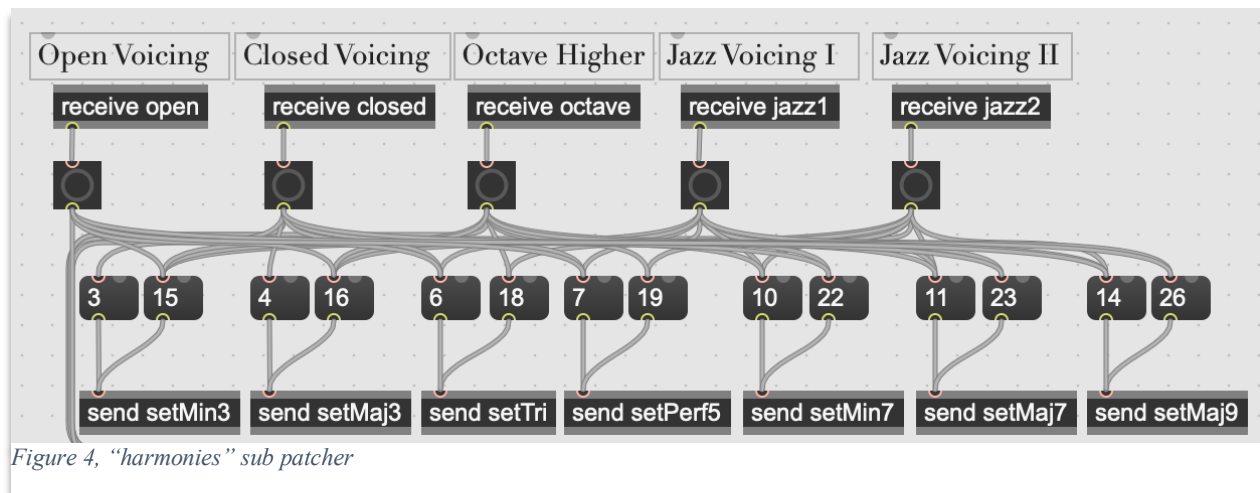 Open Voicing Closed Voicing Octave Higher Jazz Voicing I Jazz Voicing II
receive open receive closed receive octave receive jazz1 receive jazz2
3 15 4 16 6 18 7 19 10 22 11 23 14 26
send setMin3 send setMaj3 send setTri send setPerf5 send setMin7 send setMaj7 send setMaj9
Figure 4, “harmonies” sub patcher